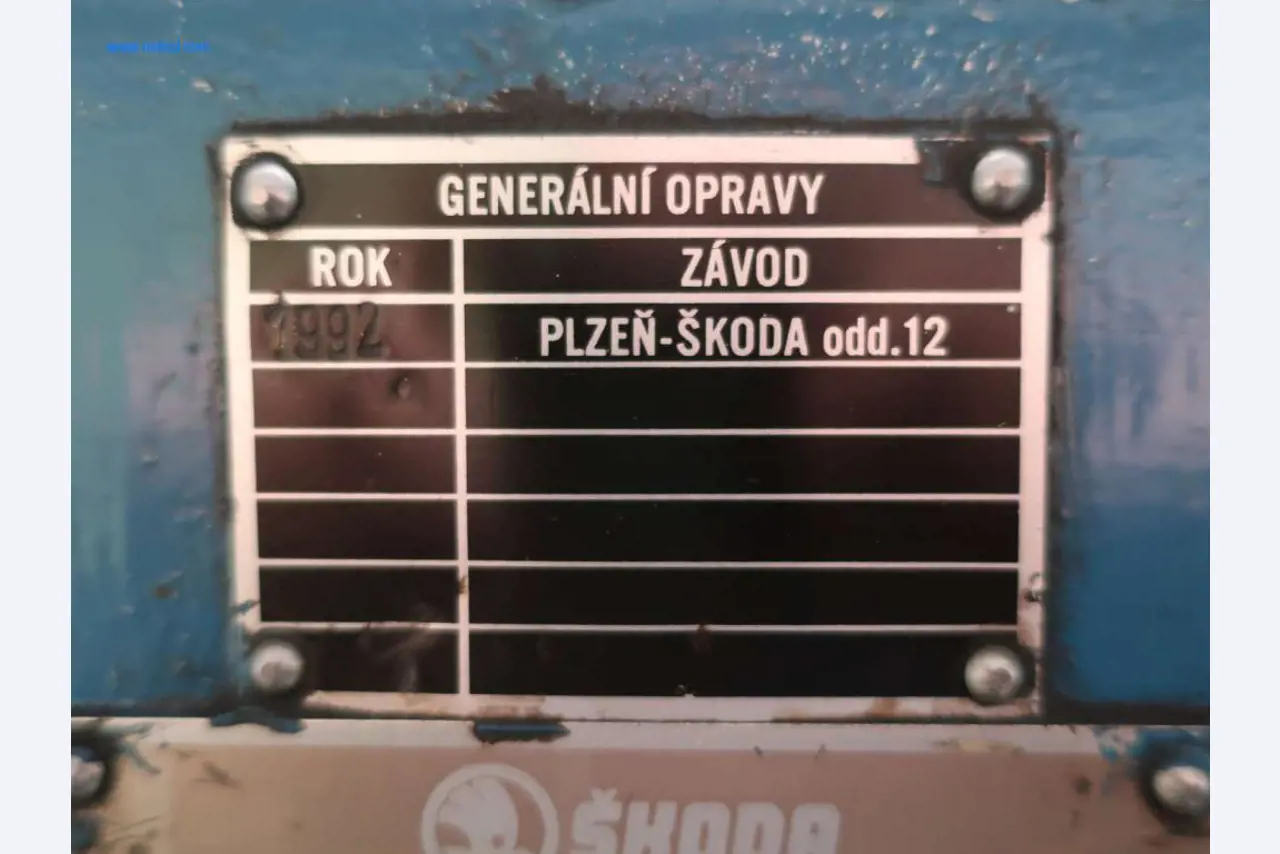 GENERÁLNÍ OPRAVY
ROK ZÁVOD
1992 PLZEŇ-ŠKODA odd.12
ŠKODA